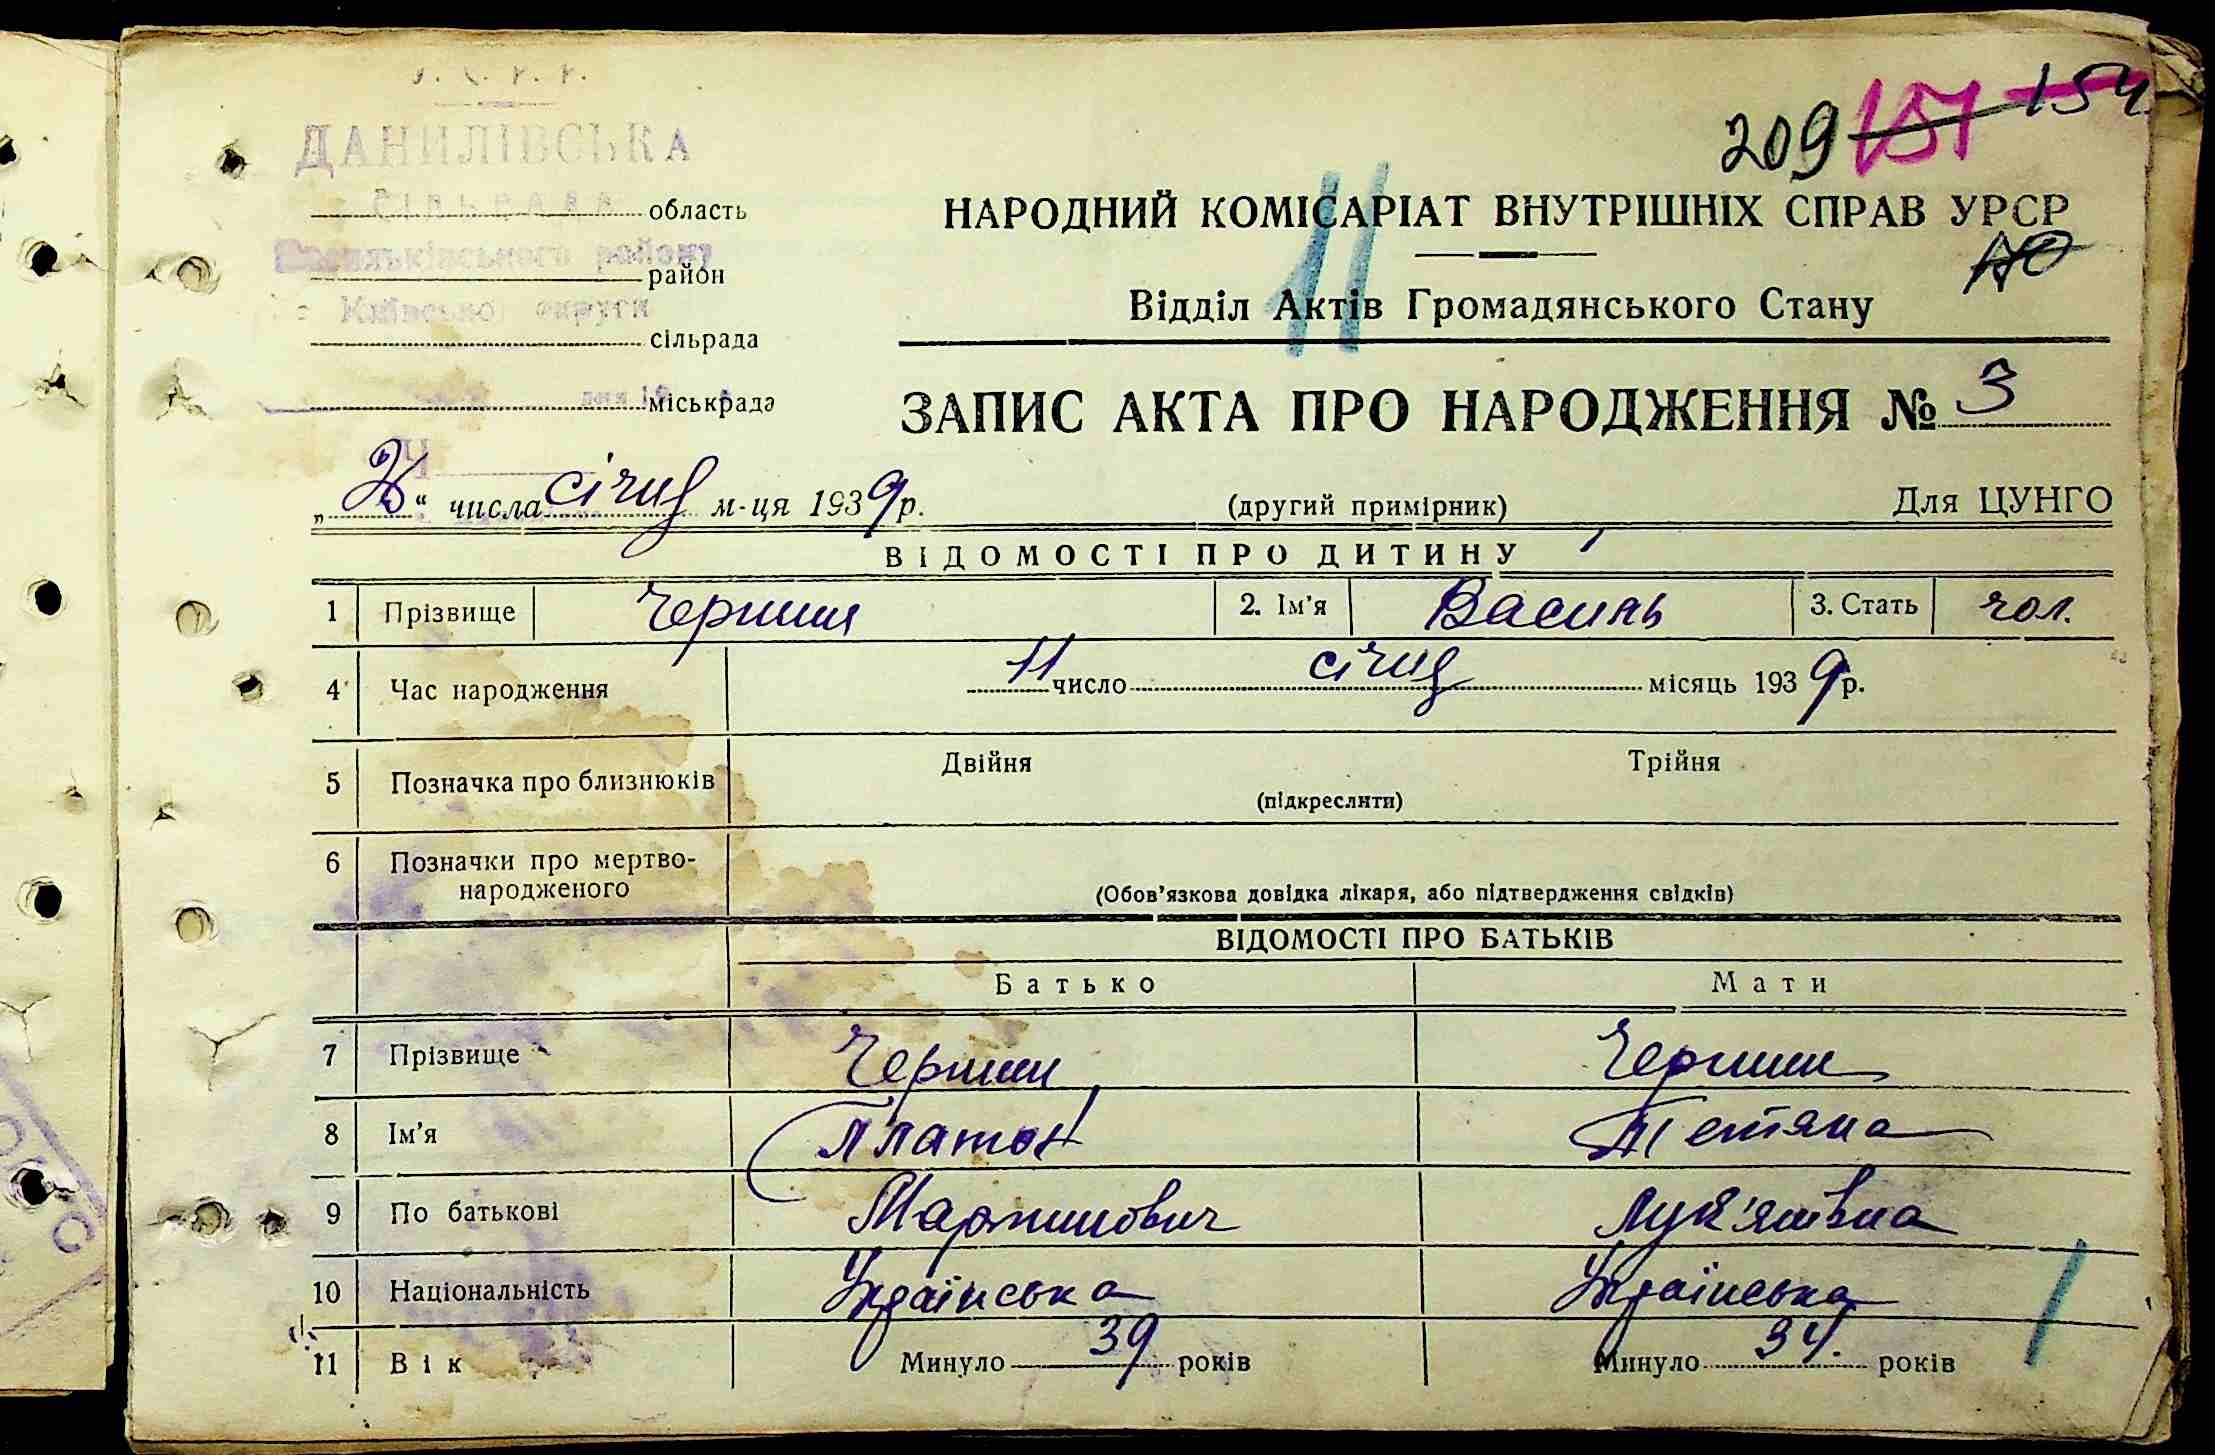 ДАНИЛІВСЬКА
сільрада
209 151 154
область
району
район
Київсько округи
сільрада
міськрада
11
НАРОДНИЙ КОМІСАРІАТ ВНУТРІШНІХ СПРАВ УРСР
Відділ Актів Громадянського Стану
ЗАПИС АКТА ПРО НАРОДЖЕННЯ № 3
числа січня м-ця 1939 р.
(другий примірник)
Для ЦУНГО
ВІДОМОСТІ ПРО ДИТИНУ
1 Прізвище 2. Ім'я Василь 3. Стать чол.
4 Час народження 11 число січня місяць 1939 р.
5 Позначка про близнюків Двійня Трійня
(підкреслити)
6 Позначки про мертво-
народженого
(Обов'язкова довідка лікаря, або підтвердження свідків)
ВІДОМОСТІ ПРО БАТЬКІВ
Батько Мати
7 Прізвище
8 Ім'я Платон Тетяна
9 По батькові Мартинович Лук'янівна
10 Національність Українська Українська
11 Вік Минуло 39 років Минуло 34 років